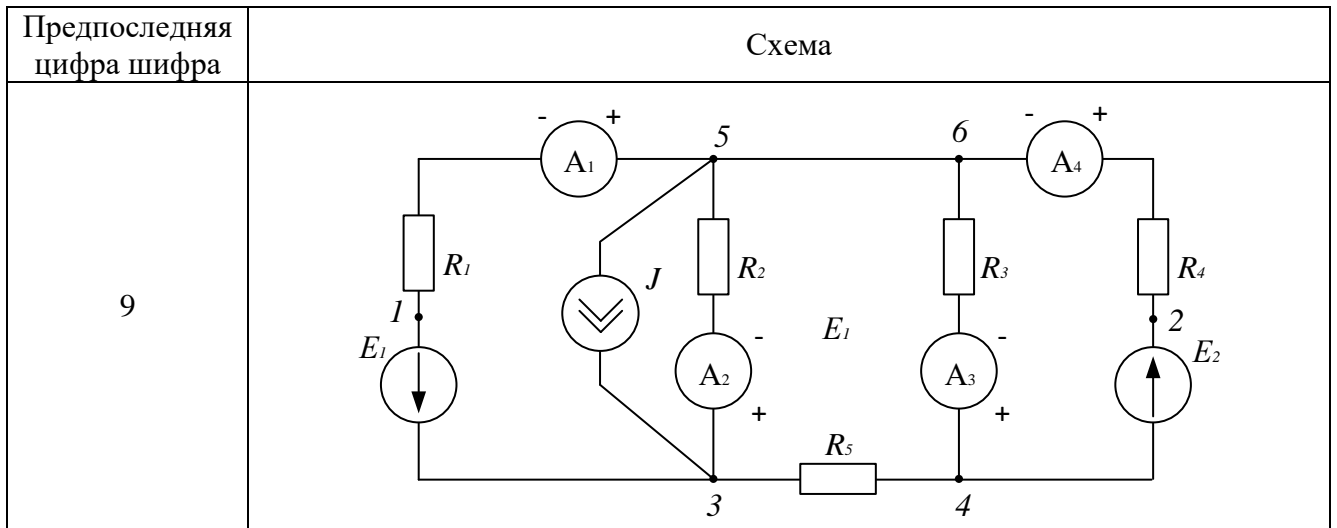 Предпоследняя
цифра шифра
Схема
9
- +
A1
5
6
- +
A4
R1
J
R2
R3
R4
1
E1
E1
2
E2
-
A2
+
-
A3
+
R5
3
4